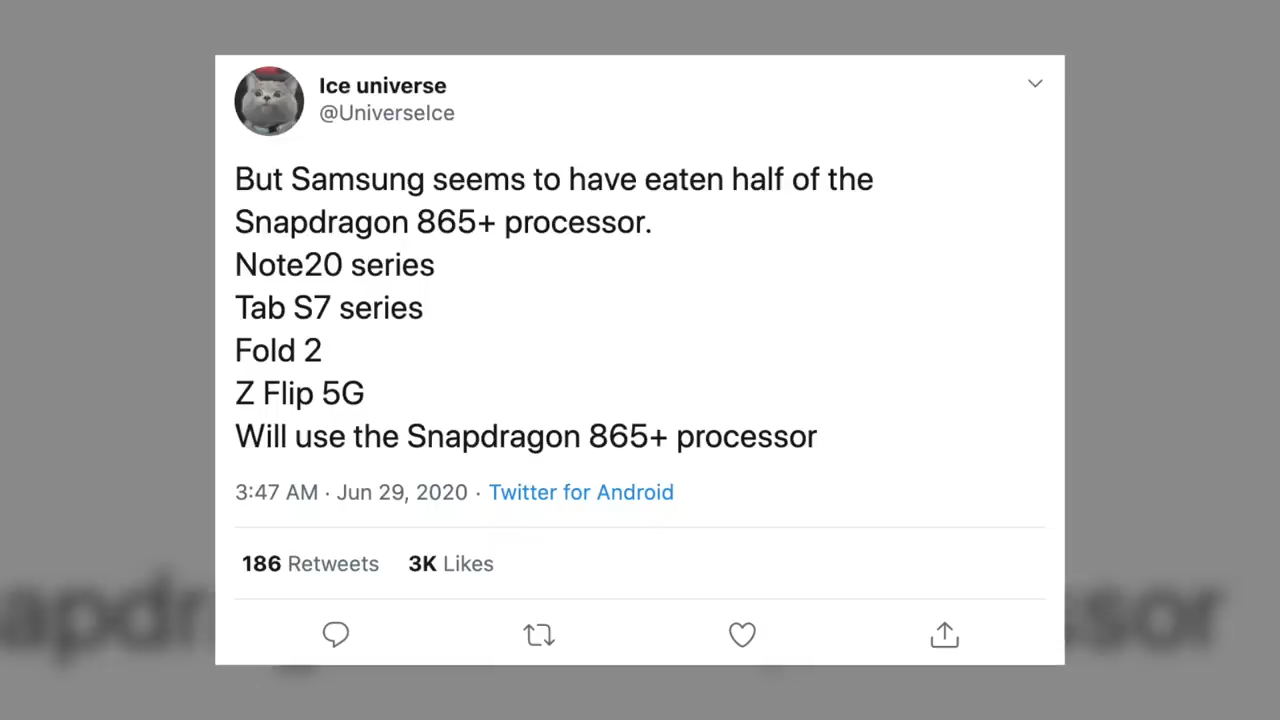 Ice universe
@UniverseIce
But Samsung seems to have eaten half of the
Snapdragon 865+ processor.
Note20 series
Tab S7 series
Fold 2
Z Flip 5G
Will use the Snapdragon 865+ processor
3:47 AM · Jun 29, 2020 · Twitter for Android
186 Retweets 3K Likes